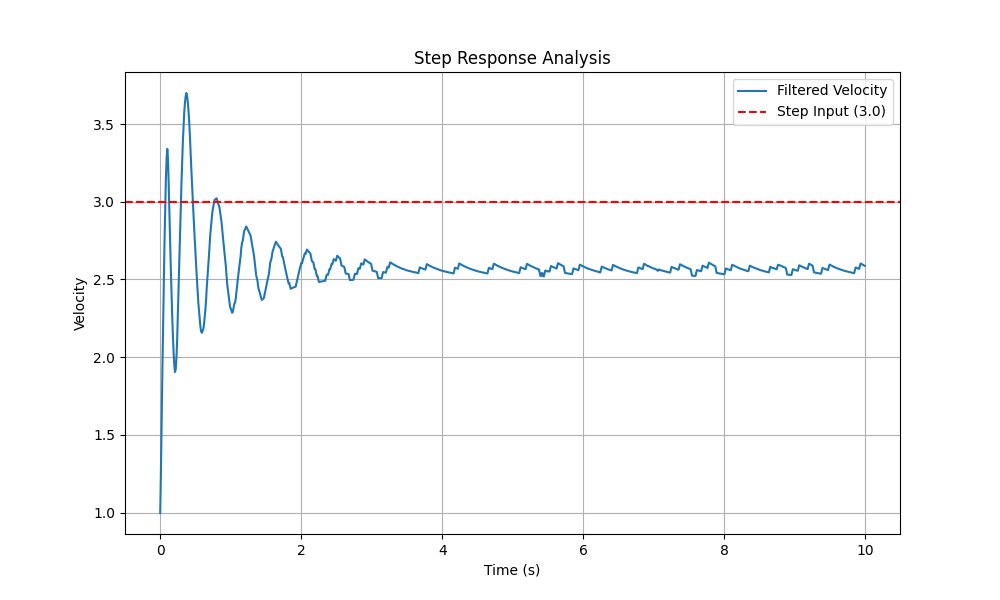 Step Response Analysis
Filtered Velocity
Step Input (3.0)
Velocity
3.5
3.0
2.5
2.0
1.5
1.0
0
2
4
6
8
10
Time (s)